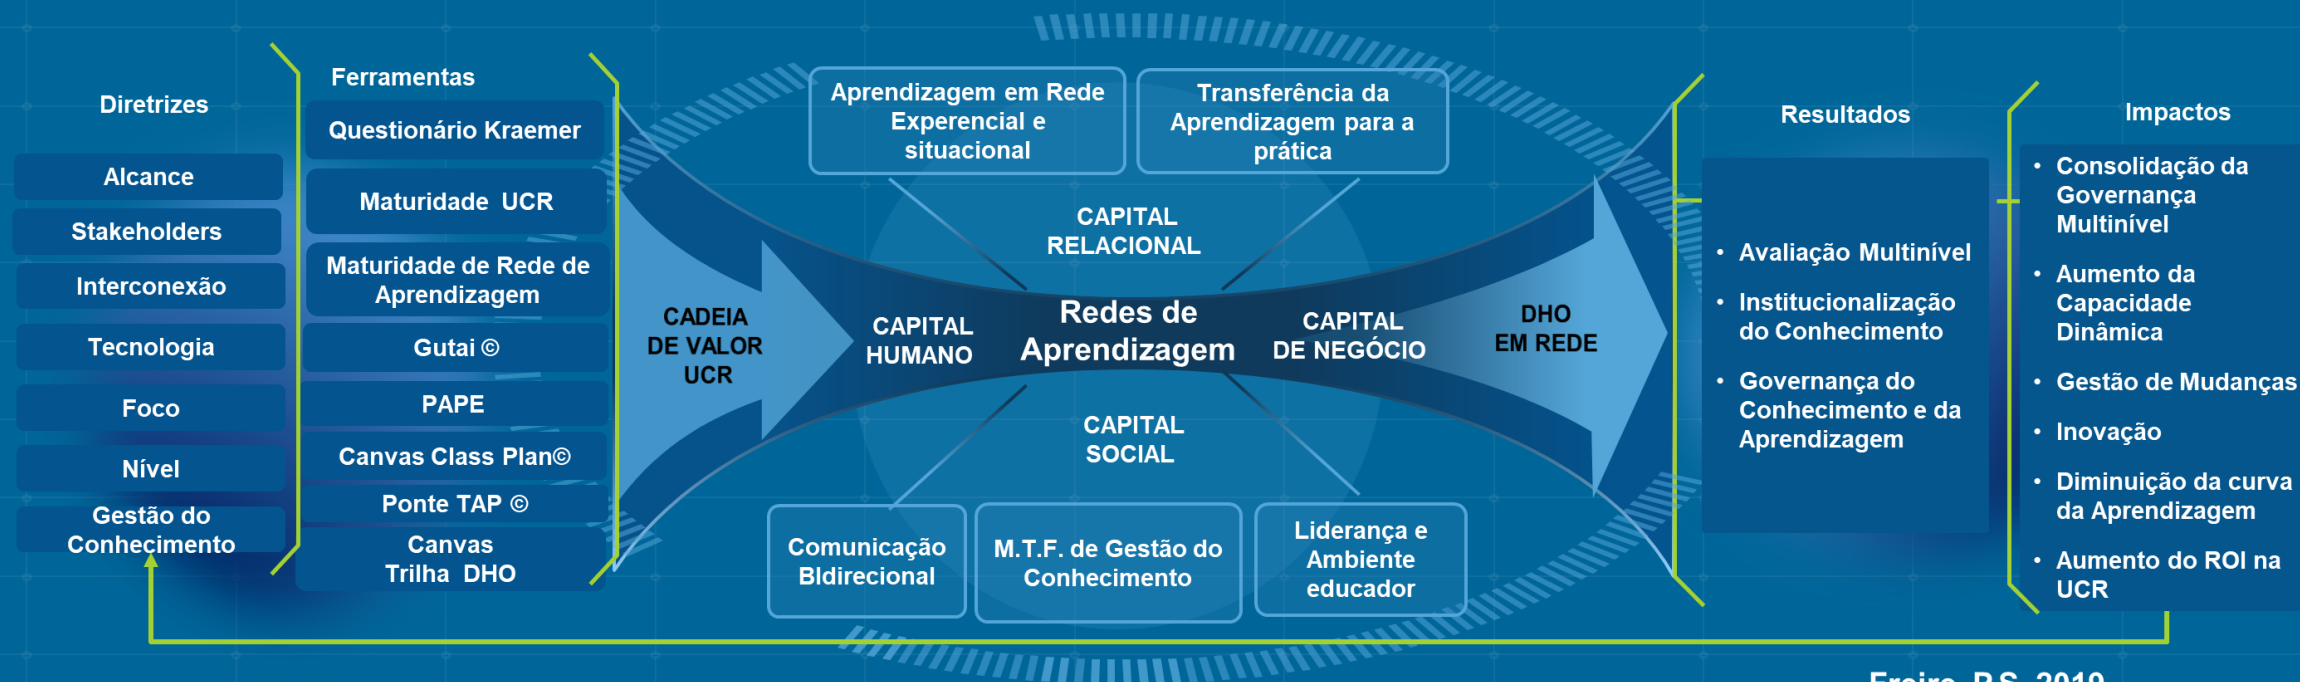 Diretrizes
Alcance
Stakeholders
Interconexão
Tecnologia
Foco
Nível
Gestão do
Conhecimento
Ferramentas
Questionário Kraemer
Maturidade UCR
Maturidade de Rede de
Aprendizagem
Gutai ©
PAPE
Canvas Class Plan©
Ponte TAP ©
Canvas
Trilha DHO
CADEIA
DE VALOR
UCR
Aprendizagem em Rede
Experencial e
situacional
Transferência da
Aprendizagem para a
prática
CAPITAL
RELACIONAL
CAPITAL
HUMANO
Redes de
Aprendizagem
CAPITAL
DE NEGÓCIO
CAPITAL
SOCIAL
Comunicação
BIdirecional
M.T.F. de Gestão do
Conhecimento
Liderança e
Ambiente
educador
DHO
EM REDE
Resultados
• Avaliação Multinível
• Institucionalização
do Conhecimento
• Governança do
Conhecimento e da
Aprendizagem
Impactos
• Consolidação da
Governança
Multinível
• Aumento da
Capacidade
Dinâmica
• Gestão de Mudanças
• Inovação
• Diminuição da curva
da Aprendizagem
• Aumento do ROI na
UCR
Freire, P.S. 2019